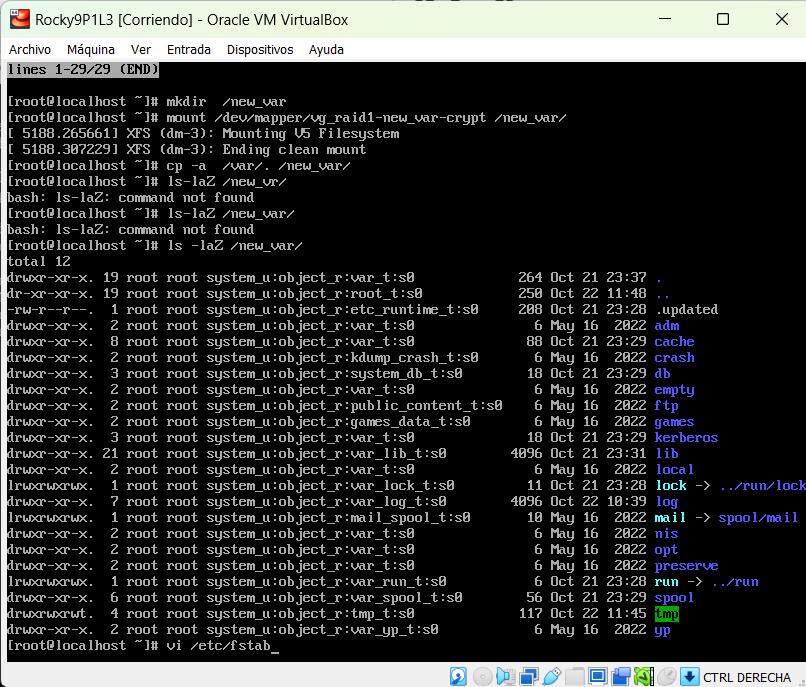 Rocky9P1L3 [Corriendo] - Oracle VM VirtualBox
Archivo Máquina Ver Entrada Dispositivos Ayuda
lines 1-29/29 (END)
[root@localhost ~]# mkdir  /new_var
[root@localhost ~]# mount /dev/mapper/vg_raid1-new_var-crypt /new_var/
[ 5188.265661] XFS (dm-3): Mounting V5 Filesystem
[ 5188.307229] XFS (dm-3): Ending clean mount
[root@localhost ~]# cp -a  /var/. /new_var/
[root@localhost ~]# ls-laZ /new_vr/
bash: ls-laZ: command not found
[root@localhost ~]# ls-laZ /new_var/
bash: ls-laZ: command not found
[root@localhost ~]# ls -laZ /new_var/
total 12
drwxr-xr-x. 19 root root system_u:object_r:var_t:s0             264 Oct 21 23:37 .
dr-xr-xr-x. 19 root root system_u:object_r:root_t:s0            250 Oct 22 11:48 ..
-rw-r--r--.  1 root root system_u:object_r:etc_runtime_t:s0     208 Oct 21 23:28 .updated
drwxr-xr-x.  2 root root system_u:object_r:var_t:s0               6 May 16  2022 adm
drwxr-xr-x.  8 root root system_u:object_r:var_t:s0              88 Oct 21 23:29 cache
drwxr-xr-x.  2 root root system_u:object_r:kdump_crash_t:s0       6 May 16  2022 crash
drwxr-xr-x.  3 root root system_u:object_r:system_db_t:s0        18 Oct 21 23:29 db
drwxr-xr-x.  2 root root system_u:object_r:var_t:s0               6 May 16  2022 empty
drwxr-xr-x.  2 root root system_u:object_r:public_content_t:s0    6 May 16  2022 ftp
drwxr-xr-x.  2 root root system_u:object_r:games_data_t:s0        6 May 16  2022 games
drwxr-xr-x.  3 root root system_u:object_r:var_t:s0              18 Oct 21 23:29 kerberos
drwxr-xr-x. 21 root root system_u:object_r:var_lib_t:s0        4096 Oct 21 23:31 lib
drwxr-xr-x.  2 root root system_u:object_r:var_t:s0               6 May 16  2022 local
lrwxrwxrwx.  1 root root system_u:object_r:var_lock_t:s0         11 Oct 21 23:28 lock -> ../run/lock
drwxr-xr-x.  7 root root system_u:object_r:var_log_t:s0        4096 Oct 22 10:39 log
lrwxrwxrwx.  1 root root system_u:object_r:mail_spool_t:s0       10 May 16  2022 mail -> spool/mail
drwxr-xr-x.  2 root root system_u:object_r:var_t:s0               6 May 16  2022 nis
drwxr-xr-x.  2 root root system_u:object_r:var_t:s0               6 May 16  2022 opt
drwxr-xr-x.  2 root root system_u:object_r:var_t:s0               6 May 16  2022 preserve
lrwxrwxrwx.  1 root root system_u:object_r:var_run_t:s0           6 Oct 21 23:28 run -> ../run
drwxr-xr-x.  6 root root system_u:object_r:var_spool_t:s0        56 Oct 21 23:29 spool
drwxrwxrwt.  4 root root system_u:object_r:tmp_t:s0             117 Oct 22 11:45 tmp
drwxr-xr-x.  2 root root system_u:object_r:var_yp_t:s0            6 May 16  2022 yp
[root@localhost ~]# vi /etc/fstab_
CTRL DERECHA